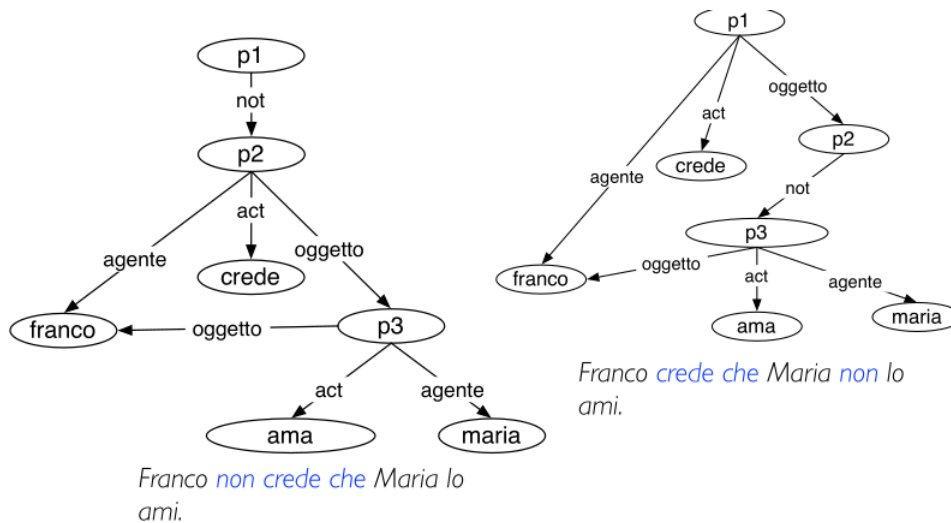 p1
not
p2
agente
act
oggetto
crede
franco
oggetto
p3
act
agente
ama
maria
Franco non crede che Maria lo
ami.
p1
oggetto
act
p2
crede
agente
not
p3
franco
oggetto
act
agente
ama
maria
Franco crede che Maria non lo
ami.